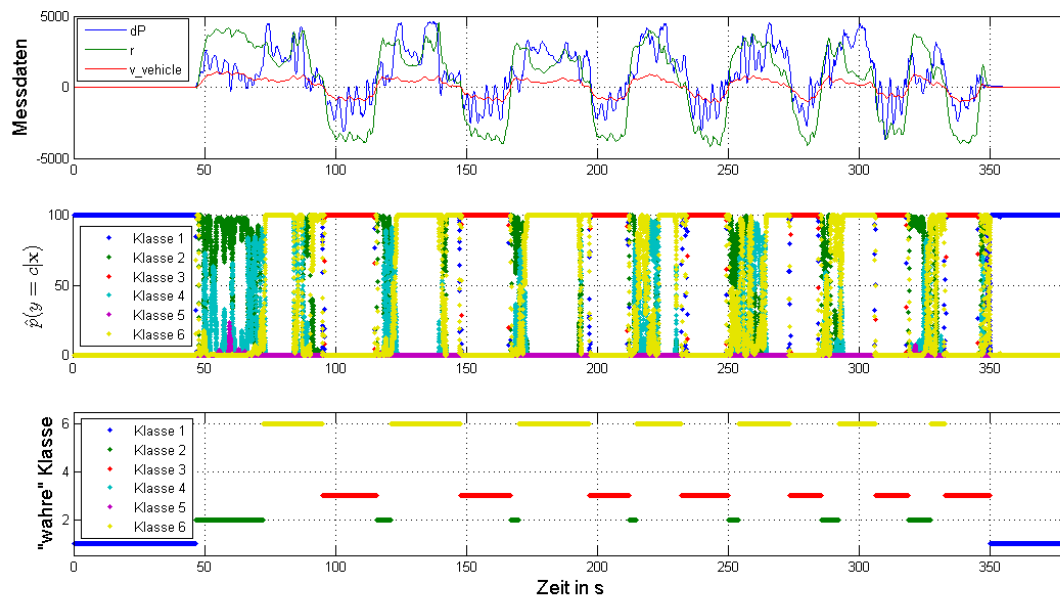 Messdaten
5000
0
-5000
dP
r
v_vehicle
0 50 100 150 200 250 300 350
p̂(y = c|x)
100
50
0
Klasse 1
Klasse 2
Klasse 3
Klasse 4
Klasse 5
Klasse 6
0 50 100 150 200 250 300 350
"wahre" Klasse
6
4
2
Klasse 1
Klasse 2
Klasse 3
Klasse 4
Klasse 5
Klasse 6
0 50 100 150 200 250 300 350
Zeit in s